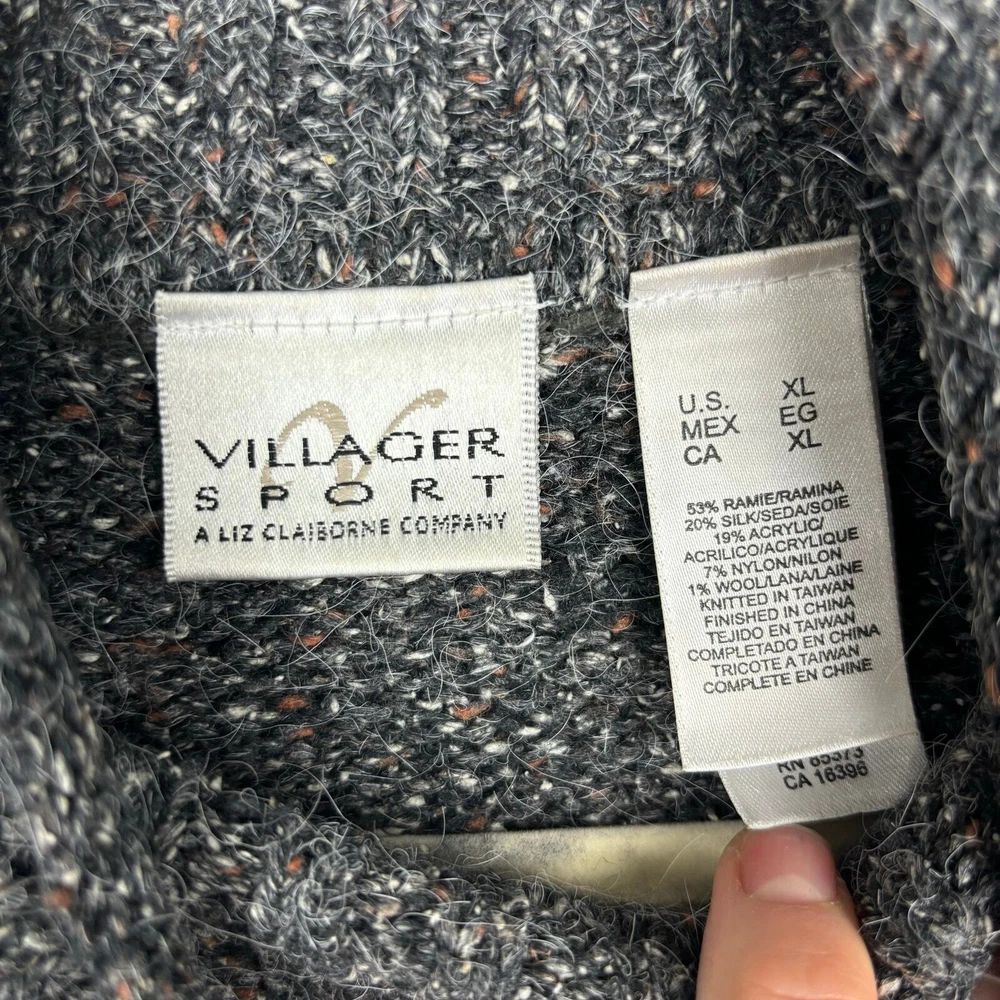 VILLAGER
SPORT
A LIZ CLAIBORNE COMPANY
U.S. XL
MEX EG
CA XL
53% RAMIE/RAMINA
20% SILK/SEDA/SOIE
19% ACRYLIC/
ACRILICO/ACRYLIQUE
7% NYLON/NILON
1% WOOL/LANA/LAINE
KNITTED IN TAIWAN
FINISHED IN CHINA
TEJIDO EN TAIWAN
COMPLETADO EN CHINA
TRICOTE A TAIWAN
COMPLETE EN CHINE
RN
CA 16396